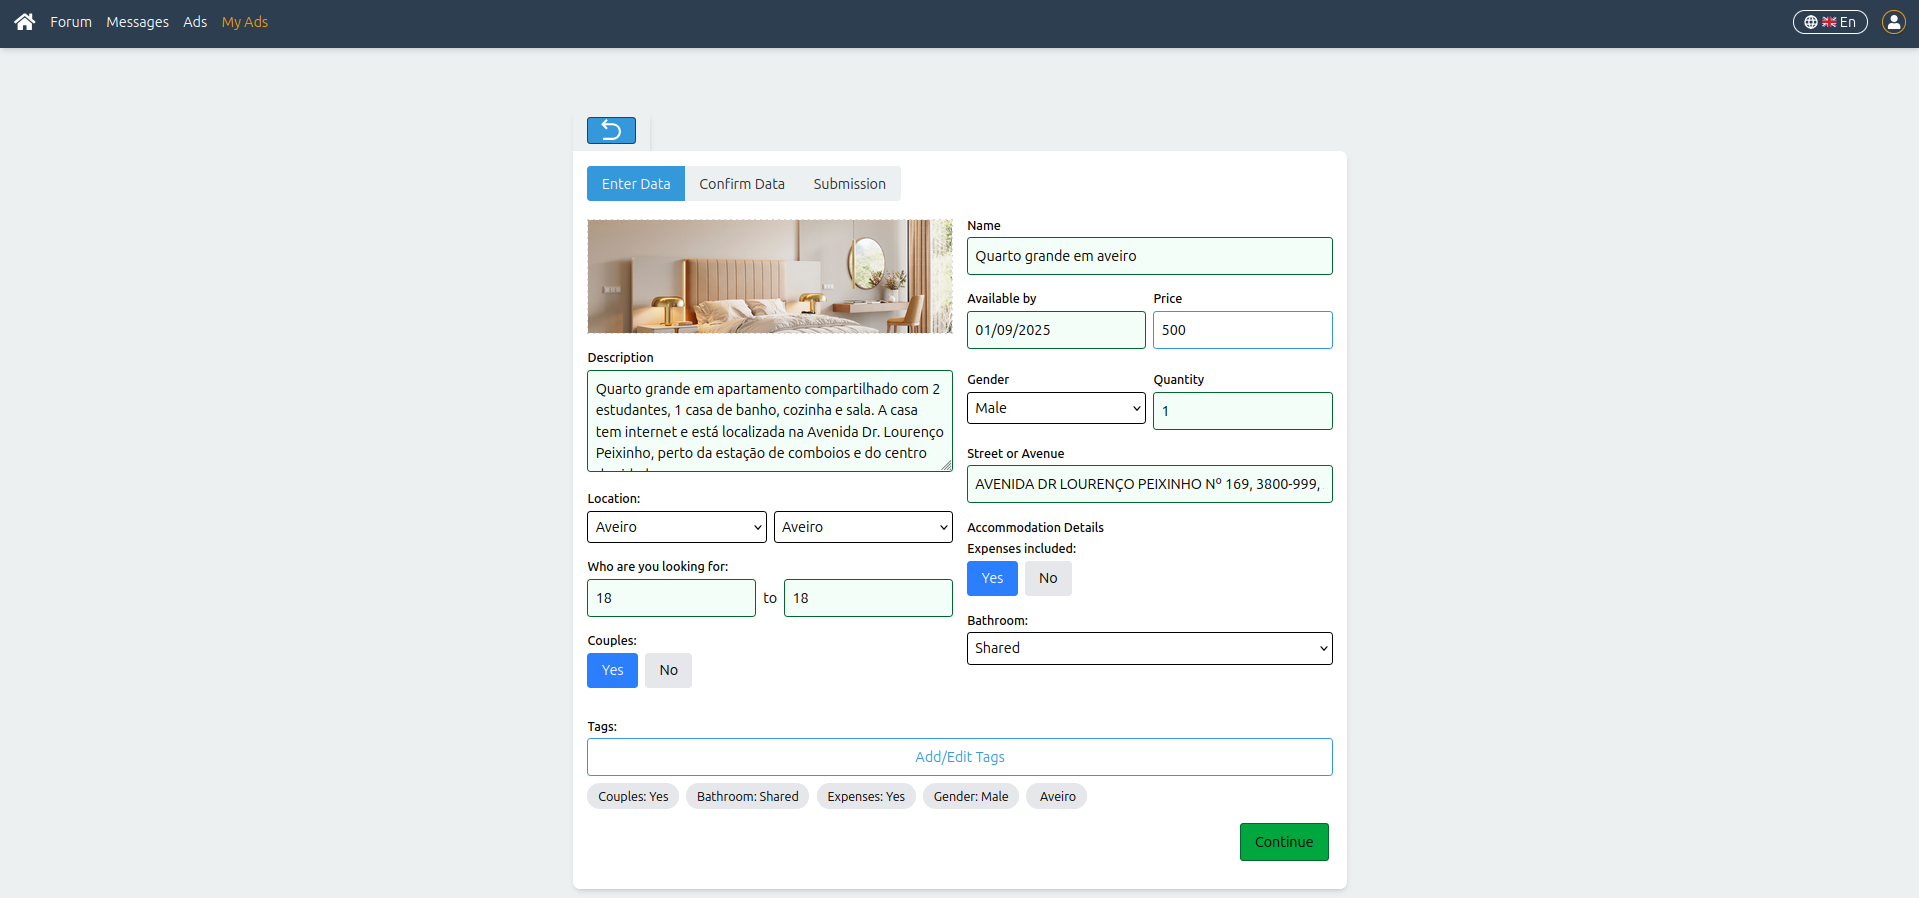 Forum Messages Ads My Ads
En
Enter Data Confirm Data Submission
Name
Quarto grande em aveiro
Available by Price
01/09/2025 500
Description
Quarto grande em apartamento compartilhado com 2
estudantes, 1 casa de banho, cozinha e sala. A casa
tem internet e está localizada na Avenida Dr. Lourenço
Peixinho, perto da estação de comboios e do centro
Gender Quantity
Male 1
Street or Avenue
AVENIDA DR LOURENÇO PEIXINHO Nº 169, 3800-999,
Location:
Aveiro Aveiro
Who are you looking for:
18 to 18
Couples:
Yes No
Accommodation Details
Expenses included:
Yes No
Bathroom:
Shared
Tags:
Add/Edit Tags
Couples: Yes Bathroom: Shared Expenses: Yes Gender: Male Aveiro
Continue